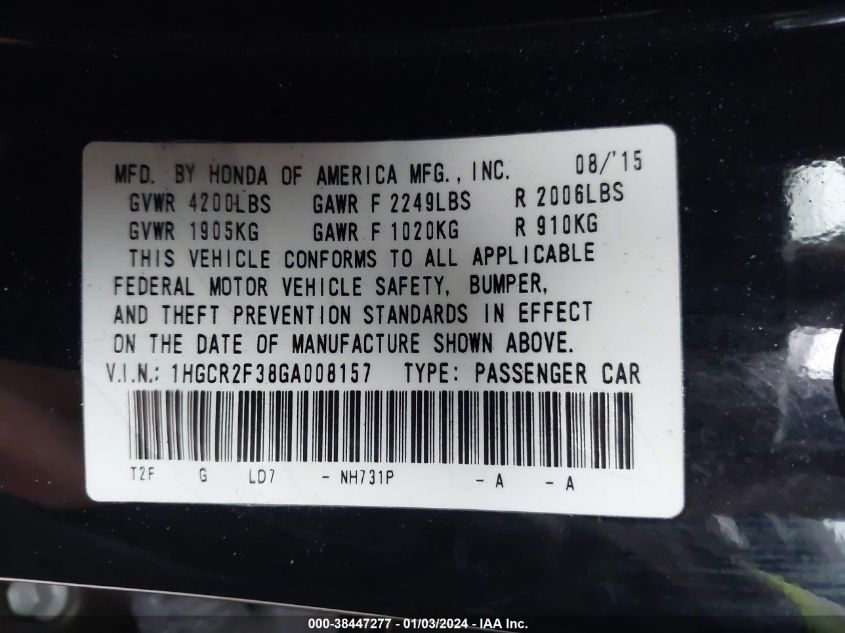 MFD. BY HONDA OF AMERICA MFG., INC. 08/'15
GVWR 4200LBS GAWR F 2249LBS R 2006LBS
GVWR 1905KG GAWR F 1020KG R 910KG
THIS VEHICLE CONFORMS TO ALL APPLICABLE
FEDERAL MOTOR VEHICLE SAFETY, BUMPER,
AND THEFT PREVENTION STANDARDS IN EFFECT
ON THE DATE OF MANUFACTURE SHOWN ABOVE.
V.I.N.: 1HGCR2F38GA008157 TYPE: PASSENGER CAR
T2F G LD7 - NH731P - A - A
000-38447277 - 01/03/2024 - IAA Inc.